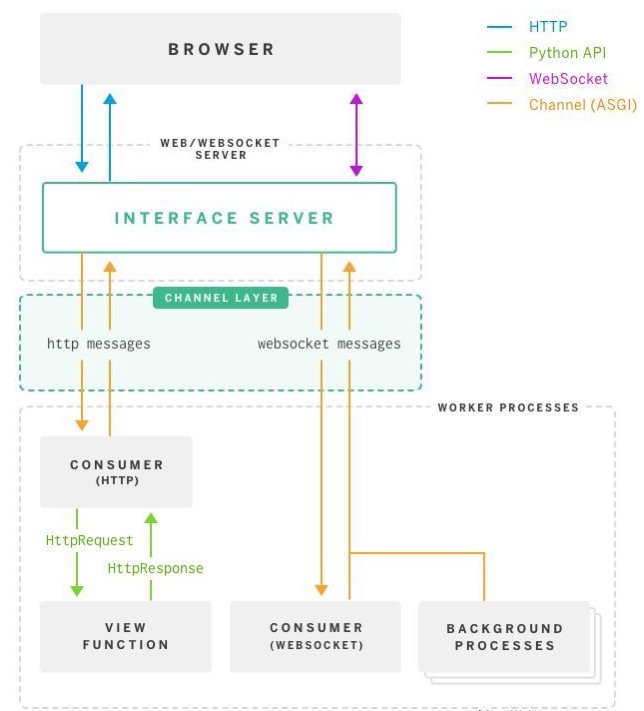 BROWSER
HTTP
Python API
WebSocket
Channel (ASGI)
WEB/WEBSOCKET
SERVER
INTERFACE SERVER
CHANNEL LAYER
http messages
websocket messages
WORKER PROCESSES
CONSUMER
(HTTP)
HttpRequest
HttpResponse
VIEW
FUNCTION
CONSUMER
(WEBSOCKET)
BACKGROUND
PROCESSES